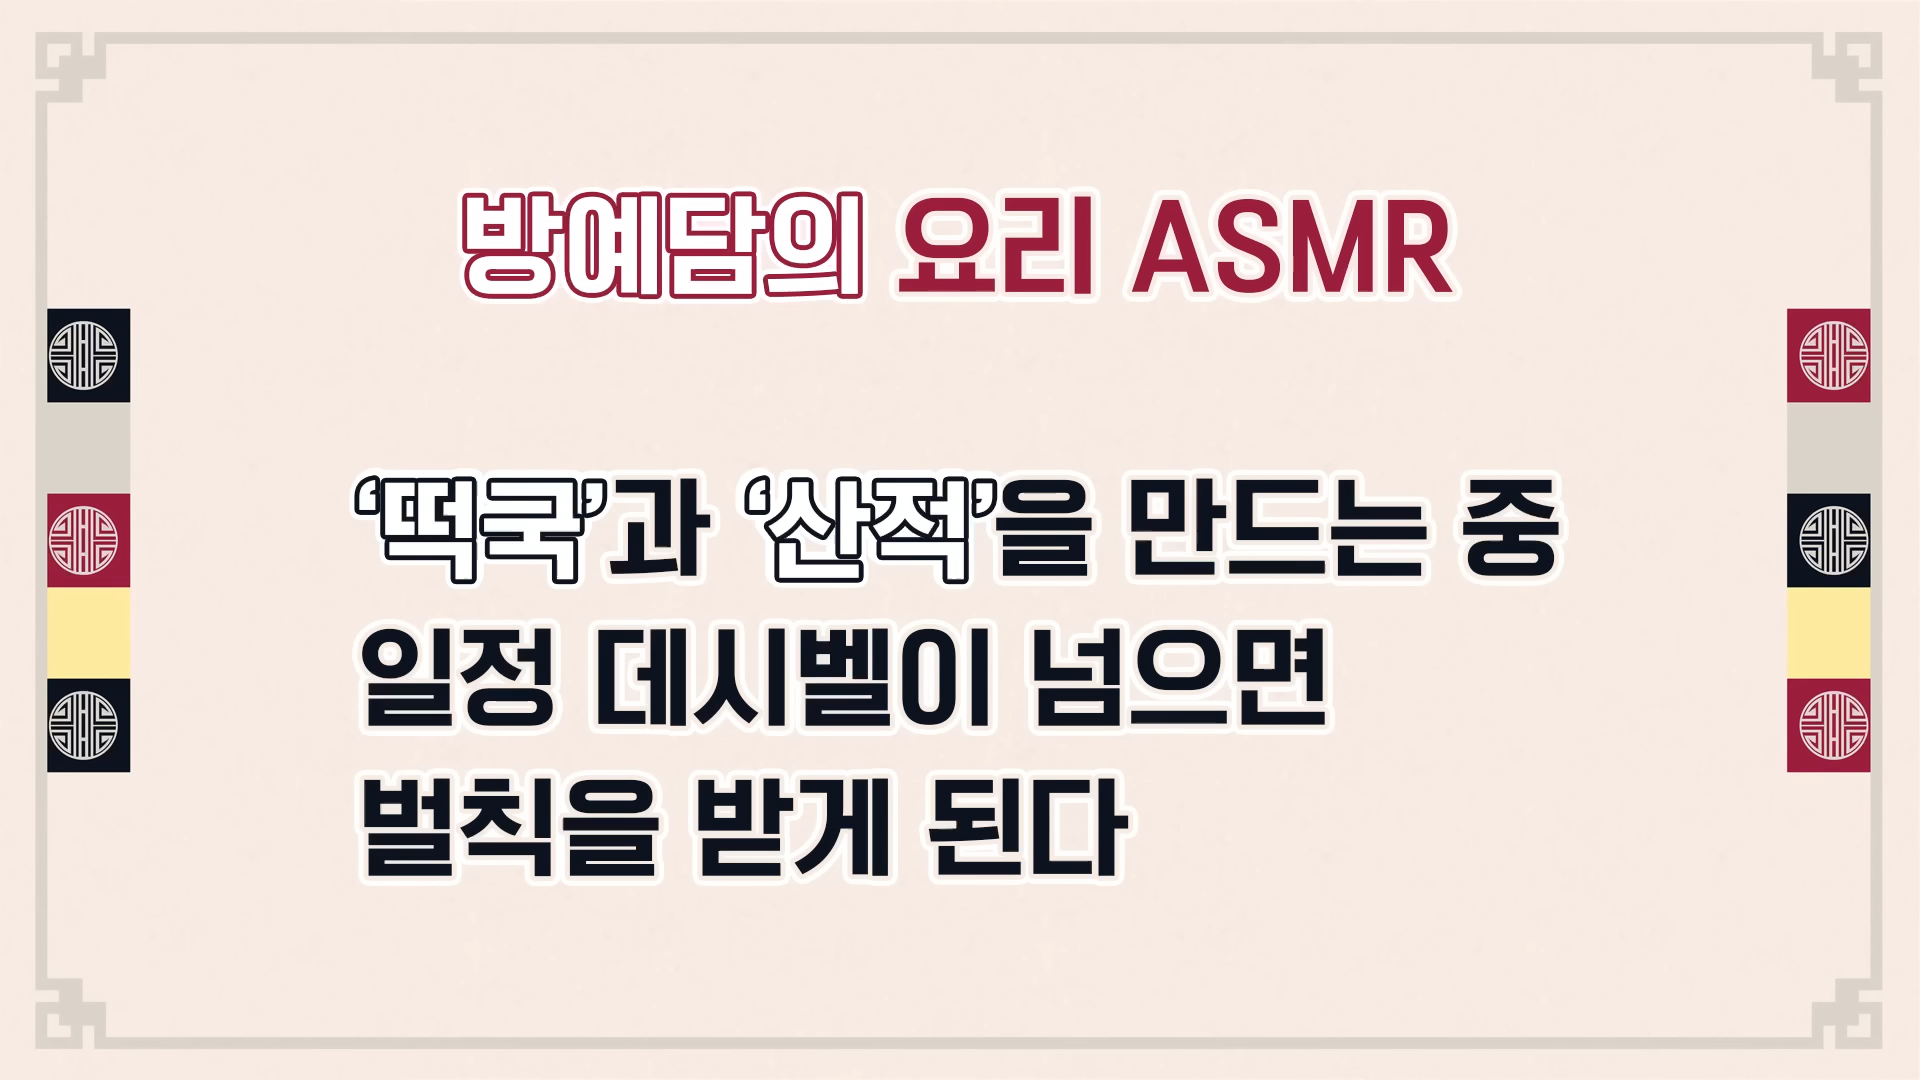 방예담의 요리 ASMR
‘떡국’과 ‘산적’을 만드는 중
일정 데시벨이 넘으면
벌칙을 받게 된다